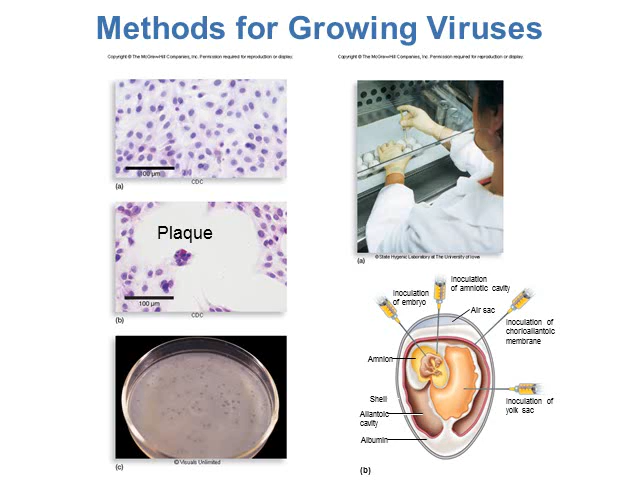 Methods for Growing Viruses
Copyright © The McGraw-Hill Companies, Inc. Permission required for reproduction or display.
Copyright © The McGraw-Hill Companies, Inc. Permission required for reproduction or display.
100 µm
(a)
CDC
Plaque
100 µm
(b)
CDC
(c)
© Visuals Unlimited
(a)
© State Hygienic Laboratory at The University of Iowa
Inoculation
of embryo
Inoculation
of amniotic cavity
Air sac
Inoculation of
chorioallantoic
membrane
Amnion
Shell
Allantoic
cavity
Albumin
Inoculation of
yolk sac
(b)